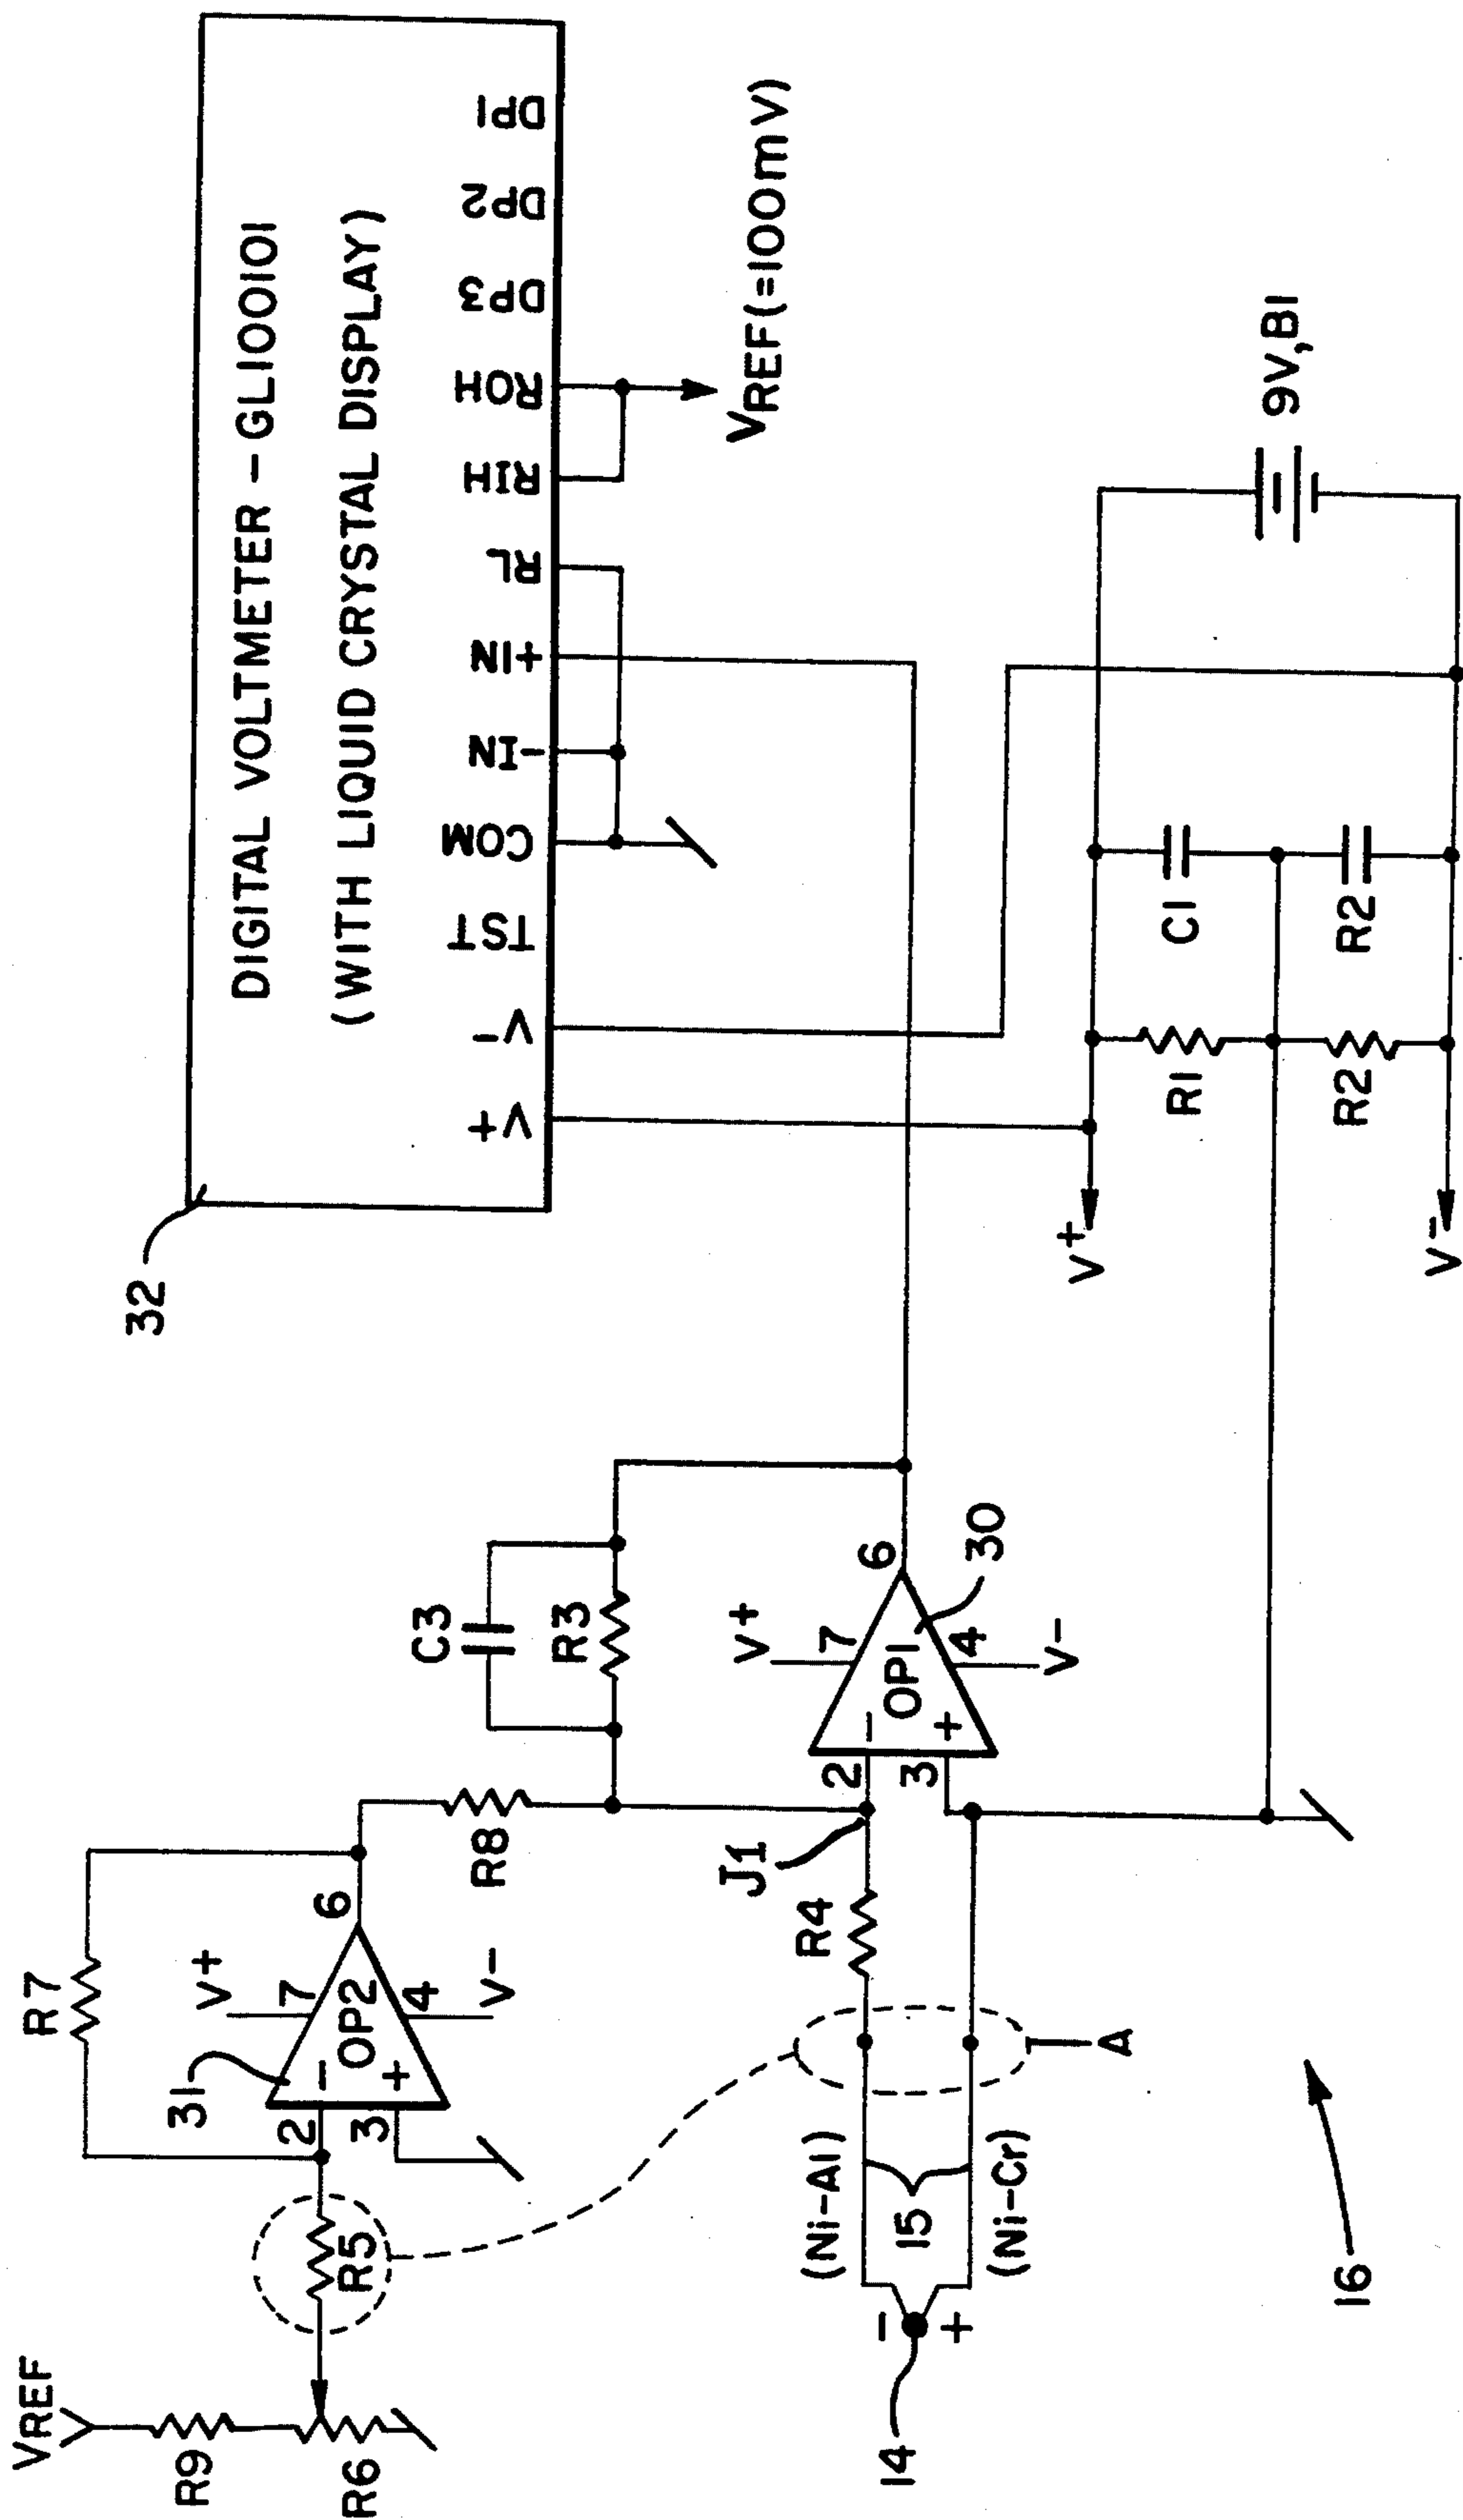 DIGITAL VOLTMETER - GL100101
(WITH LIQUID CRYSTAL DISPLAY)
V+ V- TST COM -IN +IN RL RIH ROH DP3 DP2 DP1
32
VREF(=100mV)
VREF
R9
R6
R5
R7
31
V+
7
2
6
-
OP2
+
3
4
V-
R8
C3
R3
V+
7
J1
2
6
-
OP1
+
3
4
30
V-
R4
(Ni-Al)
15
(Ni-Cr)
-
+
14
A
16
V+
R1
C1
9V,B1
R2
R2
V-